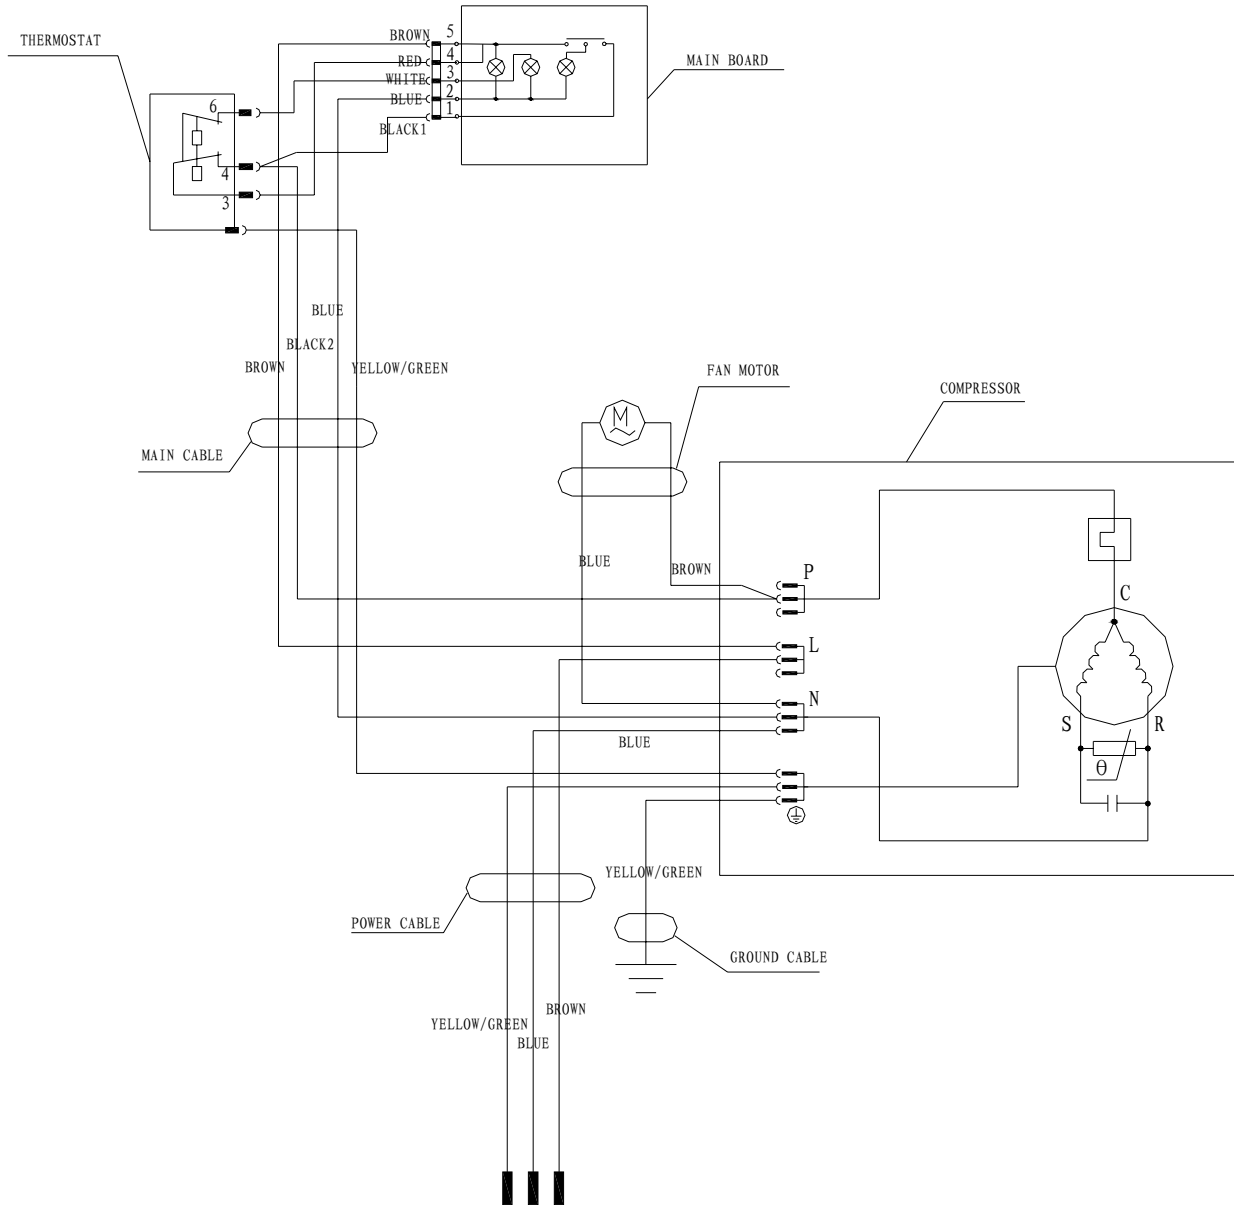 THERMOSTAT
BROWN
5
RED
4
WHITE
3
BLUE
2
BLACK1
1
MAIN BOARD
6
4
3
BLUE
BLACK2
BROWN
YELLOW/GREEN
FAN MOTOR
COMPRESSOR
MAIN CABLE
M
BLUE
BROWN
P
C
L
N
S
R
BLUE
θ
YELLOW/GREEN
POWER CABLE
GROUND CABLE
BROWN
YELLOW/GREEN
BLUE